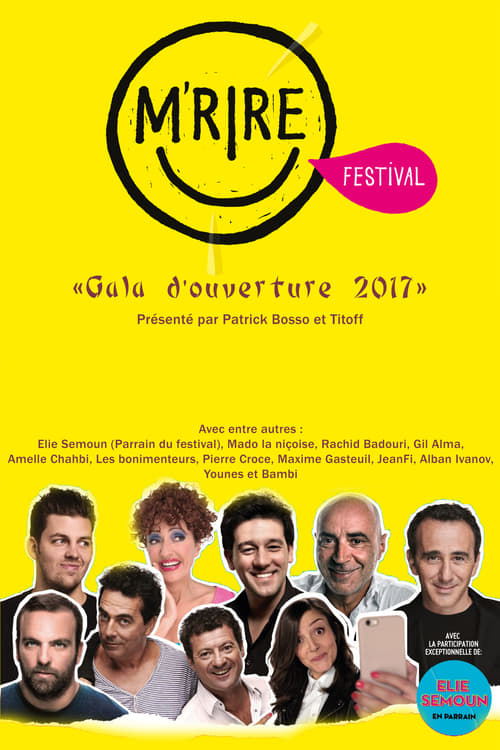 M'RIRE
FESTIVAL
«Gala d'ouverture 2017»
Présenté par Patrick Bosso et Titoff
Avec entre autres :
Elie Semoun (Parrain du festival), Mado la niçoise, Rachid Badouri, Gil Alma,
Amelle Chahbi, Les bonimenteurs, Pierre Croce, Maxime Gasteuil, JeanFi, Alban Ivanov,
Younes et Bambi
AVEC
LA PARTICIPATION
EXCEPTIONNELLE DE:
ELIE
SEMOUN
EN PARRAIN